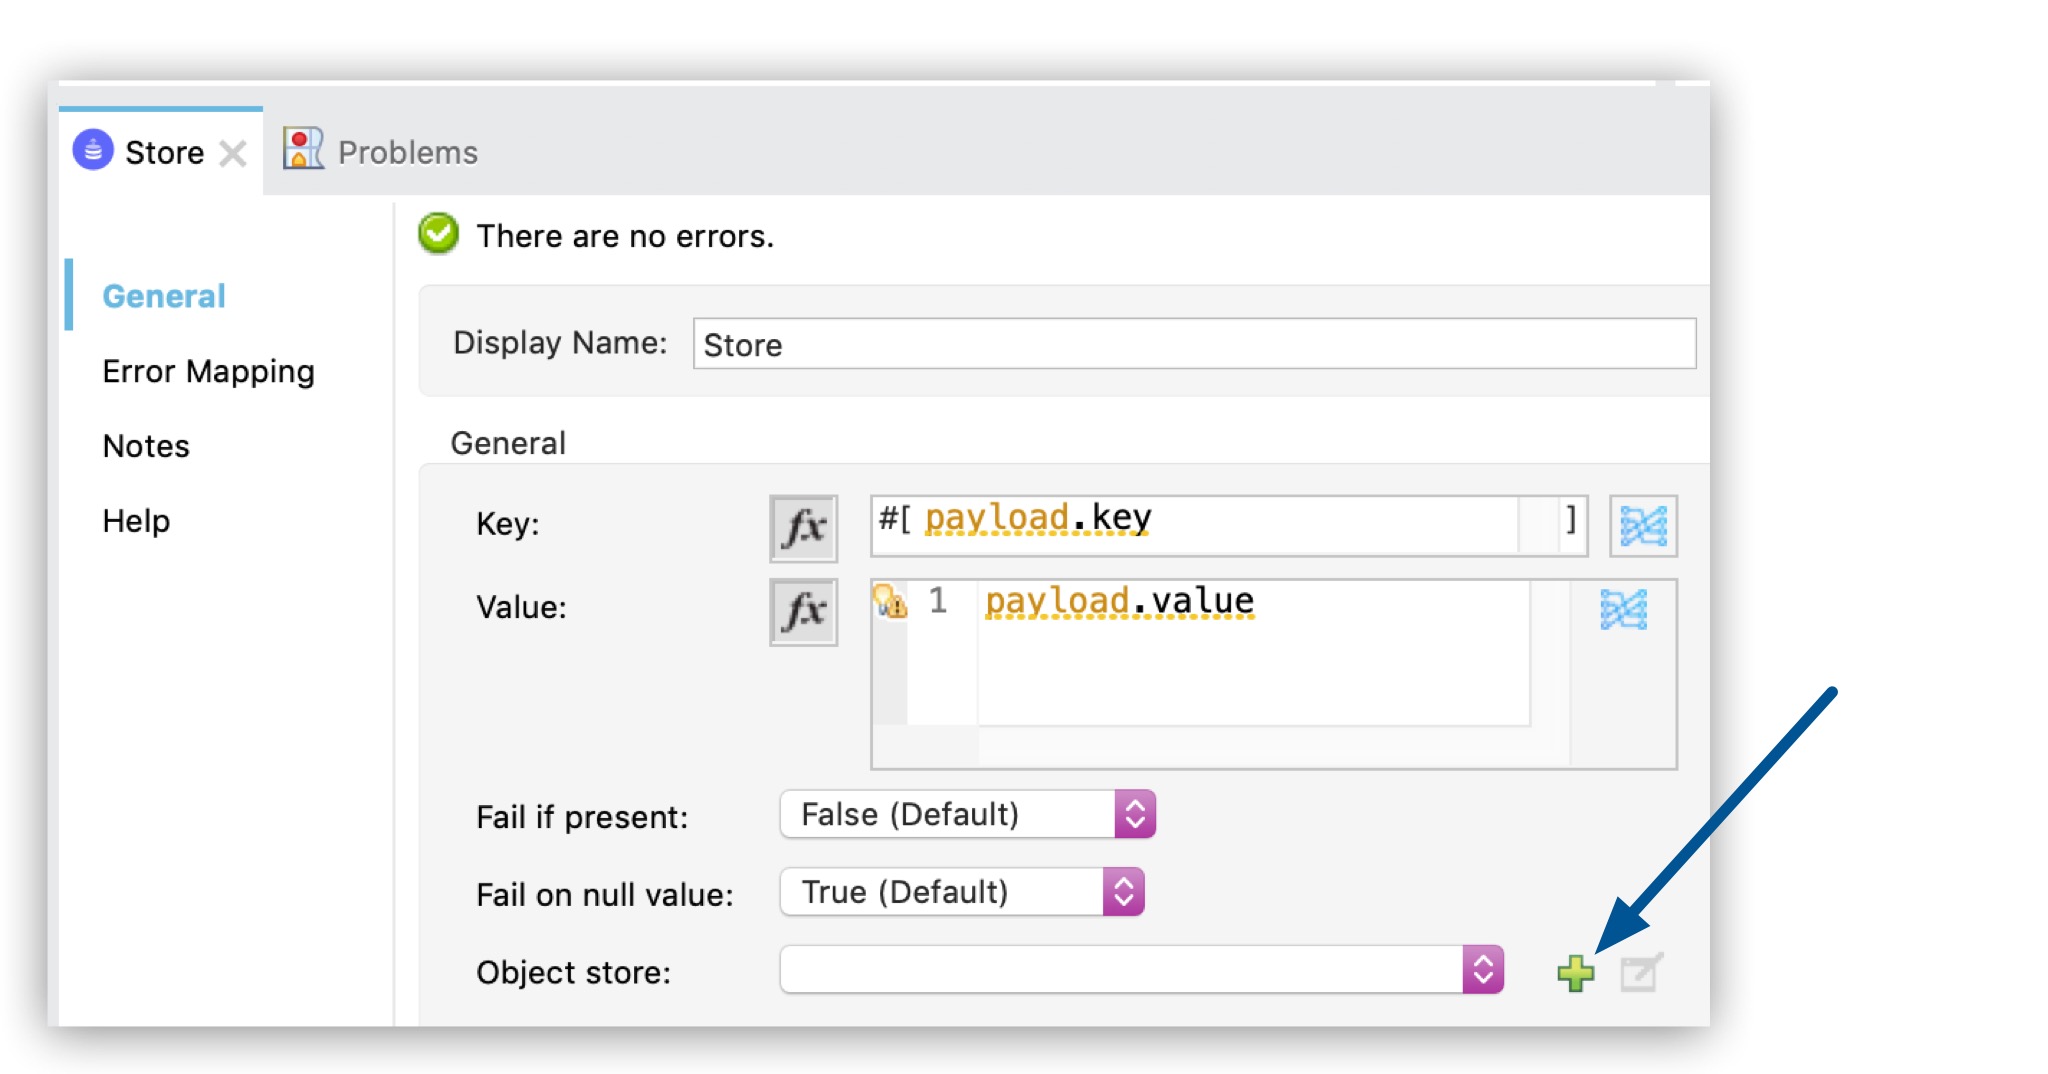 Store
Problems
There are no errors.
General
Error Mapping
Notes
Help
Display Name: Store
General
Key: fx #[ payload.key ]
Value: fx 1 payload.value
Fail if present: False (Default)
Fail on null value: True (Default)
Object store: